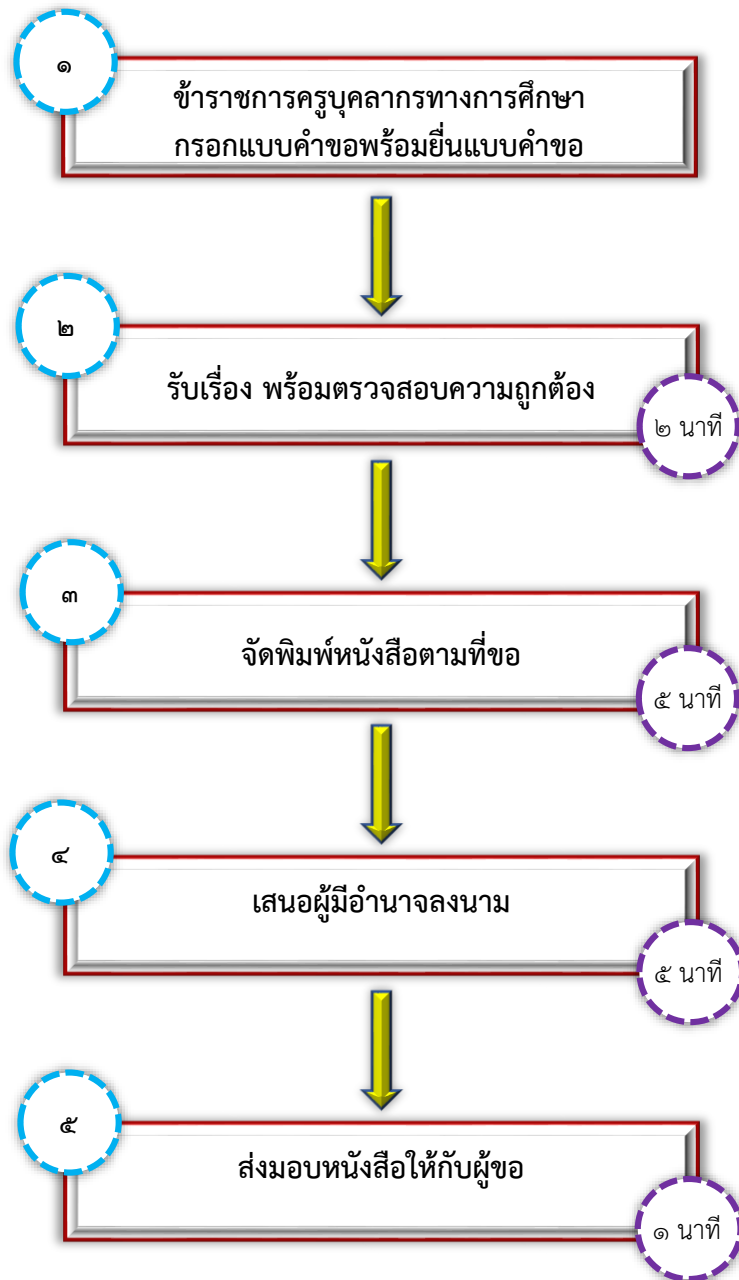 ๑
ข้าราชการครูบุคลากรทางการศึกษา
กรอกแบบคำขอพร้อมยื่นแบบคำขอ
๒
รับเรื่อง พร้อมตรวจสอบความถูกต้อง
๒ นาที
๓
จัดพิมพ์หนังสือตามที่ขอ
๕ นาที
๔
เสนอผู้มีอำนาจลงนาม
๕ นาที
๕
ส่งมอบหนังสือให้กับผู้ขอ
๑ นาที